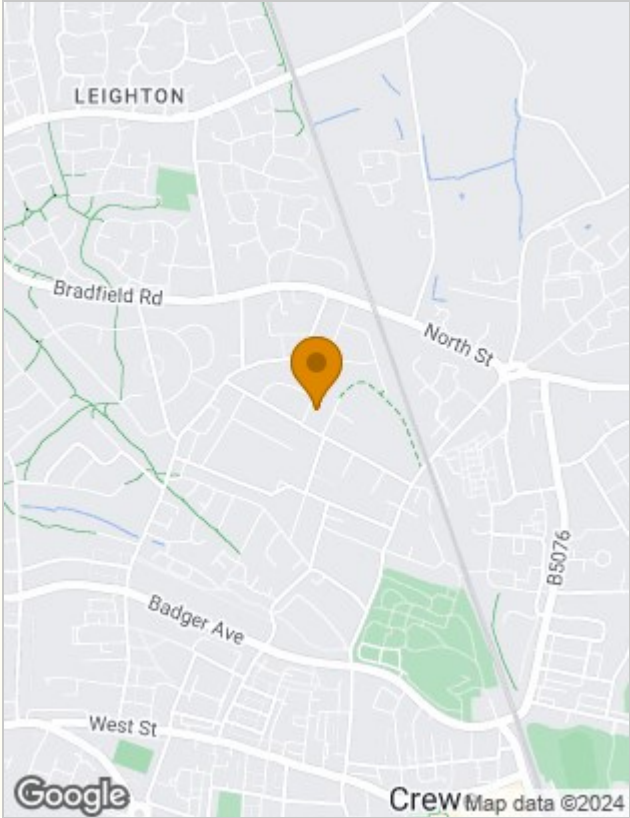 LEIGHTON
Bradfield Rd
North St
B5076
Badger Ave
West St
Crew
Google
Map data ©2024